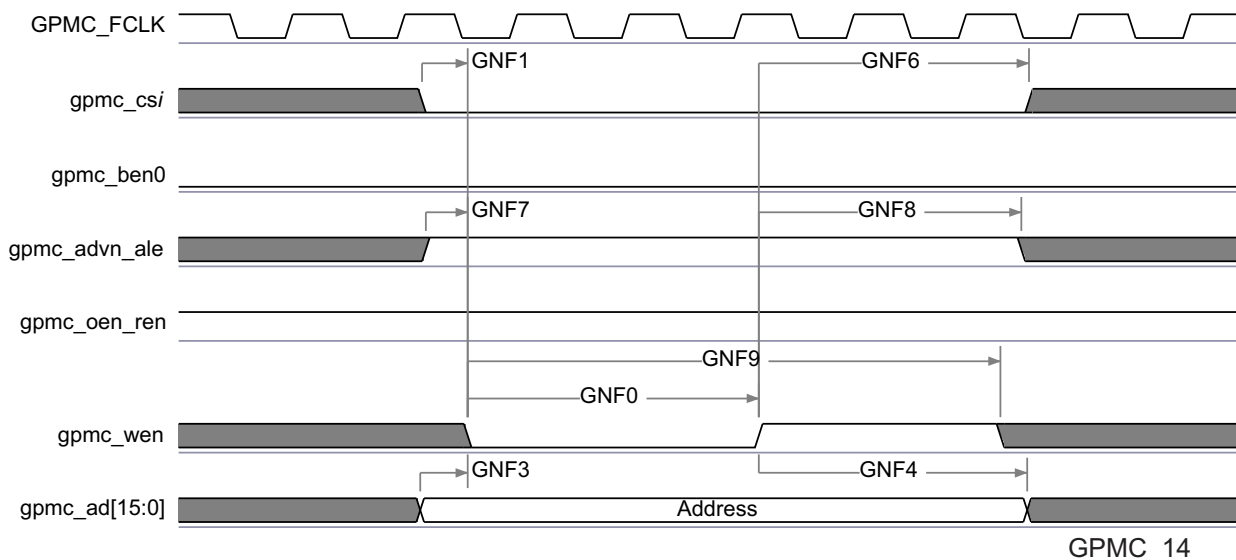 GPMC_FCLK
GNF1
GNF6
gpmc_csi
gpmc_ben0
GNF7
GNF8
gpmc_advn_ale
gpmc_oen_ren
GNF9
GNF0
gpmc_wen
GNF3
GNF4
gpmc_ad[15:0]
Address
GPMC_14